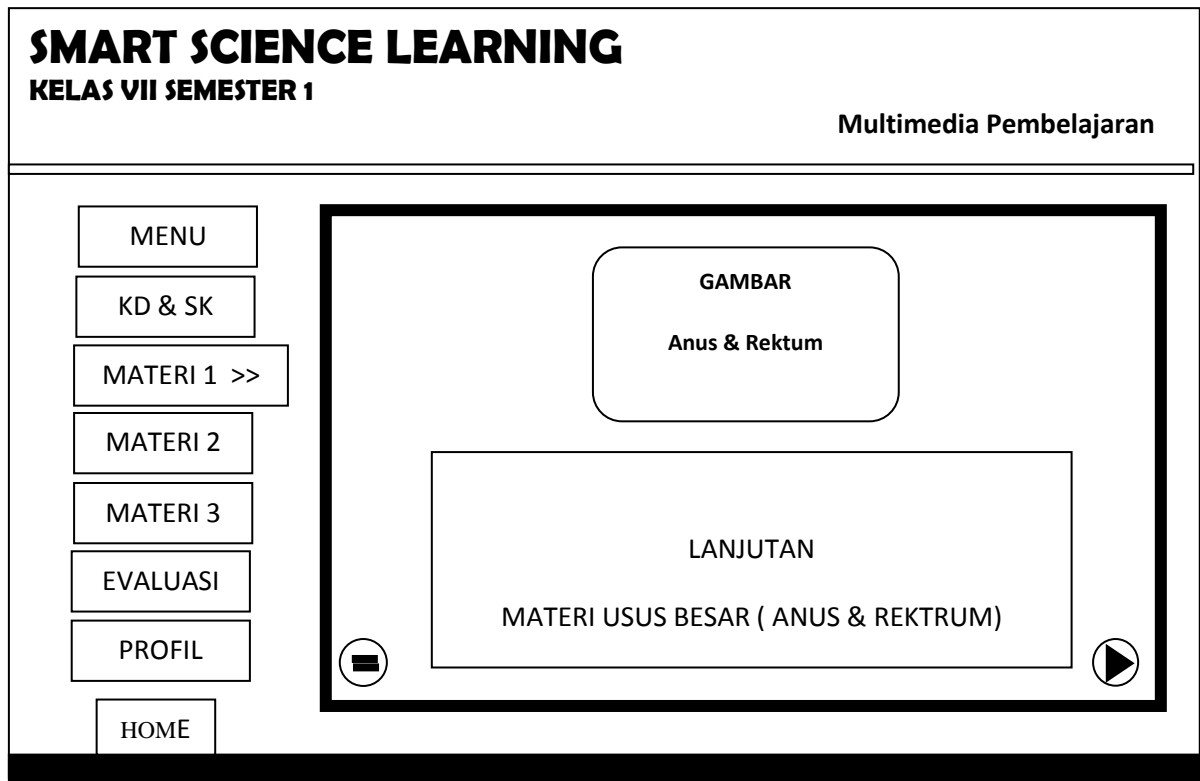 SMART SCIENCE LEARNING
KELAS VII SEMESTER 1
Multimedia Pembelajaran
MENU
KD & SK
MATERI 1 >>
MATERI 2
MATERI 3
EVALUASI
PROFIL
HOME
GAMBAR
Anus & Rektum
LANJUTAN
MATERI USUS BESAR ( ANUS & REKTRUM)